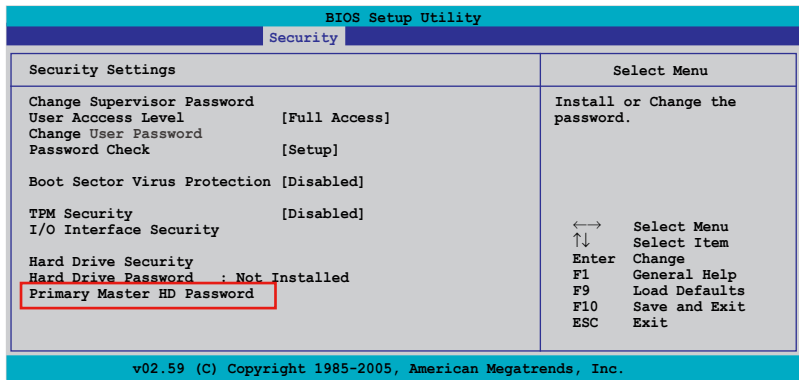 BIOS Setup Utility
Security
Security Settings
Select Menu
Change Supervisor Password
User Acccess Level [Full Access]
Change User Password
Password Check [Setup]
Boot Sector Virus Protection [Disabled]
TPM Security [Disabled]
I/O Interface Security
Hard Drive Security
Hard Drive Password : Not Installed
Primary Master HD Password
Install or Change the
password.
←→ Select Menu
↑↓ Select Item
Enter Change
F1 General Help
F9 Load Defaults
F10 Save and Exit
ESC Exit
v02.59 (C) Copyright 1985-2005, American Megatrends, Inc.